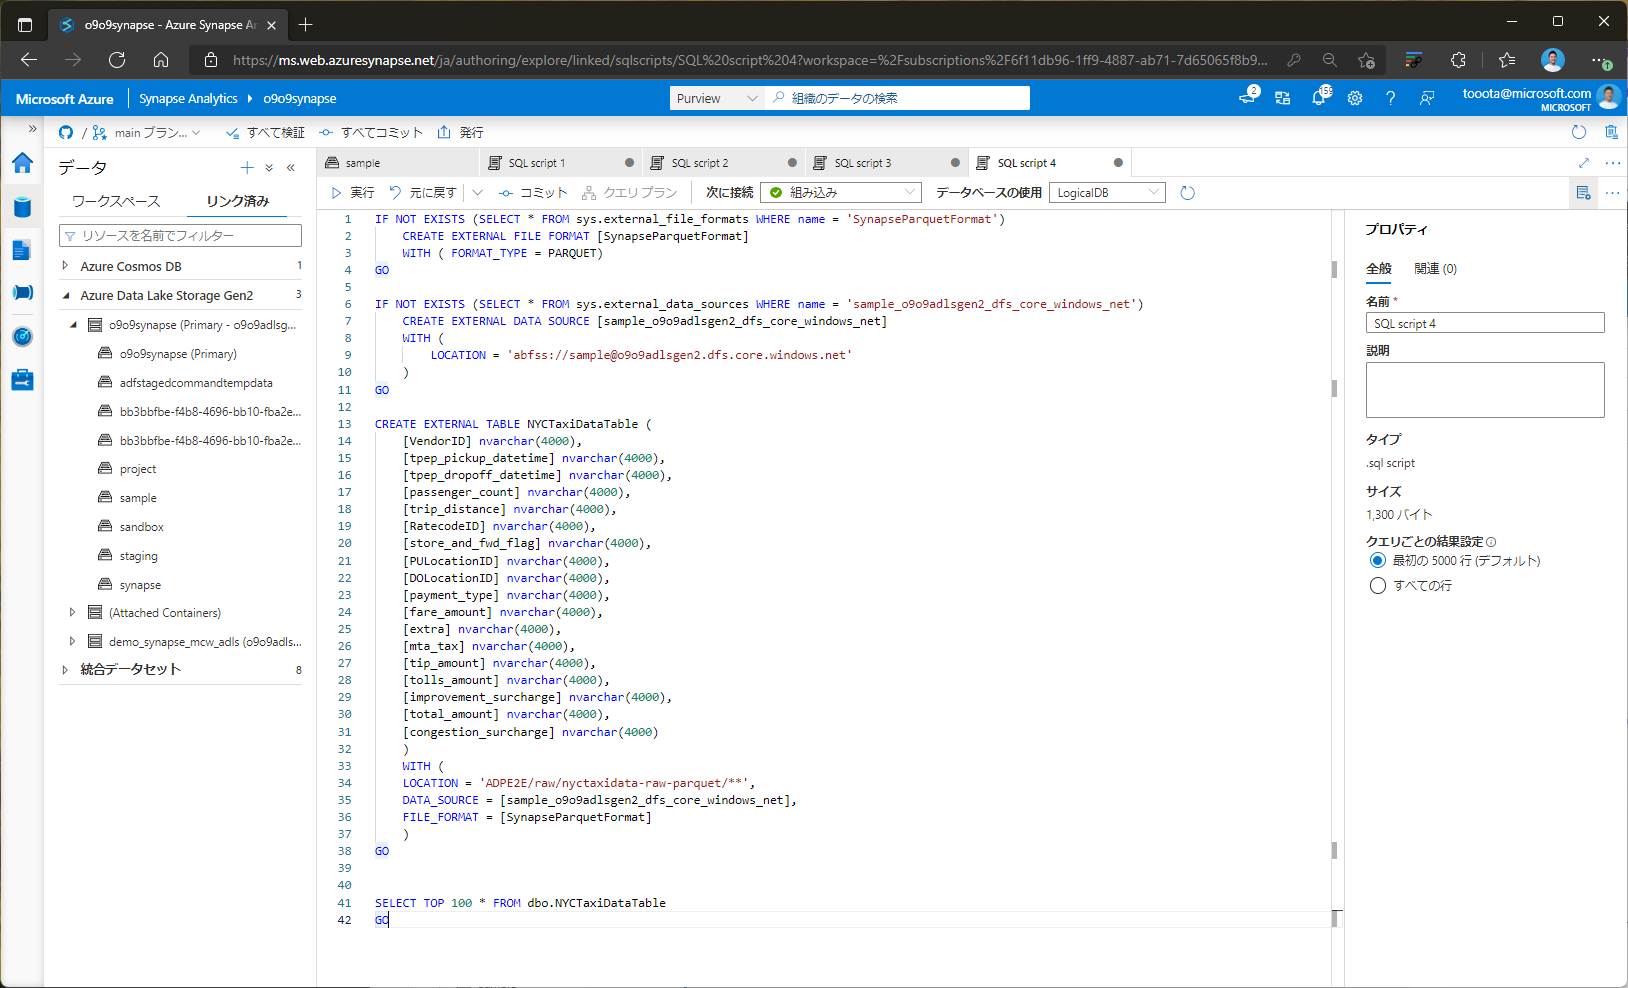 o9o9synapse - Azure Synapse An
https://ms.web.azuresynapse.net/ja/authoring/explore/linked/sqlscripts/SQL%20script%204?workspace=%2Fsubscriptions%2F6f11db96-1ff9-4887-ab71-7d65065f8b9...
Microsoft Azure
Synapse Analytics
o9o9synapse
Purview
組織のデータの検索
2
159
tooota@microsoft.com
MICROSOFT
/
main ブラン...
すべて検証
すべてコミット
発行
データ
ワークスペース
リンク済み
リソースを名前でフィルター
Azure Cosmos DB 1
Azure Data Lake Storage Gen2 3
o9o9synapse (Primary - o9o9adlsg...
o9o9synapse (Primary)
adfstagedcommandtempdata
bb3bbfbe-f4b8-4696-bb10-fba2e...
bb3bbfbe-f4b8-4696-bb10-fba2e...
project
sample
sandbox
staging
synapse
(Attached Containers)
demo_synapse_mcw_adls (o9o9adls...
統合データセット 8
sample
SQL script 1
SQL script 2
SQL script 3
SQL script 4
実行
元に戻す
コミット
クエリ プラン
次に接続
組み込み
データベースの使用
LogicalDB
1 IF NOT EXISTS (SELECT * FROM sys.external_file_formats WHERE name = 'SynapseParquetFormat')
2 CREATE EXTERNAL FILE FORMAT [SynapseParquetFormat]
3 WITH ( FORMAT_TYPE = PARQUET)
4 GO
5
6 IF NOT EXISTS (SELECT * FROM sys.external_data_sources WHERE name = 'sample_o9o9adlsgen2_dfs_core_windows_net')
7 CREATE EXTERNAL DATA SOURCE [sample_o9o9adlsgen2_dfs_core_windows_net]
8 WITH (
9 LOCATION = 'abfss://sample@o9o9adlsgen2.dfs.core.windows.net'
10 )
11 GO
12
13 CREATE EXTERNAL TABLE NYCTaxiDataTable (
14 [VendorID] nvarchar(4000),
15 [tpep_pickup_datetime] nvarchar(4000),
16 [tpep_dropoff_datetime] nvarchar(4000),
17 [passenger_count] nvarchar(4000),
18 [trip_distance] nvarchar(4000),
19 [RatecodeID] nvarchar(4000),
20 [store_and_fwd_flag] nvarchar(4000),
21 [PULocationID] nvarchar(4000),
22 [DOLocationID] nvarchar(4000),
23 [payment_type] nvarchar(4000),
24 [fare_amount] nvarchar(4000),
25 [extra] nvarchar(4000),
26 [mta_tax] nvarchar(4000),
27 [tip_amount] nvarchar(4000),
28 [tolls_amount] nvarchar(4000),
29 [improvement_surcharge] nvarchar(4000),
30 [total_amount] nvarchar(4000),
31 [congestion_surcharge] nvarchar(4000)
32 )
33 WITH (
34 LOCATION = 'ADPE2E/raw/nyctaxidata-raw-parquet/**',
35 DATA_SOURCE = [sample_o9o9adlsgen2_dfs_core_windows_net],
36 FILE_FORMAT = [SynapseParquetFormat]
37 )
38 GO
39
40
41 SELECT TOP 100 * FROM dbo.NYCTaxiDataTable
42 GO
プロパティ
全般
関連 (0)
名前 *
SQL script 4
説明
タイプ
.sql script
サイズ
1,300 バイト
クエリごとの結果設定
最初の 5000 行 (デフォルト)
すべての行